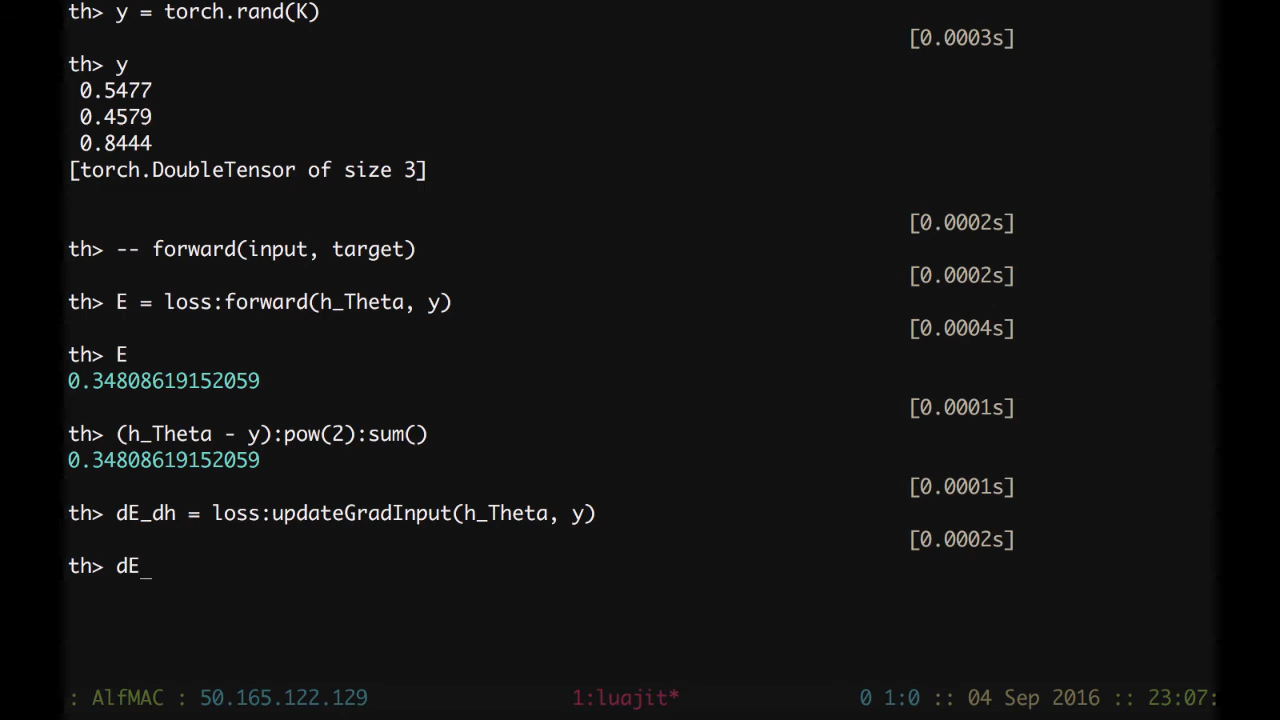 th> y = torch.rand(K)
[0.0003s]
th> y
0.5477
0.4579
0.8444
[torch.DoubleTensor of size 3]
[0.0002s]
th> -- forward(input, target)
[0.0002s]
th> E = loss:forward(h_Theta, y)
[0.0004s]
th> E
0.34808619152059
[0.0001s]
th> (h_Theta - y):pow(2):sum()
0.34808619152059
[0.0001s]
th> dE_dh = loss:updateGradInput(h_Theta, y)
[0.0002s]
th> dE_
: AlfMAC : 50.165.122.129 1:luajit* 0 1:0 :: 04 Sep 2016 :: 23:07: